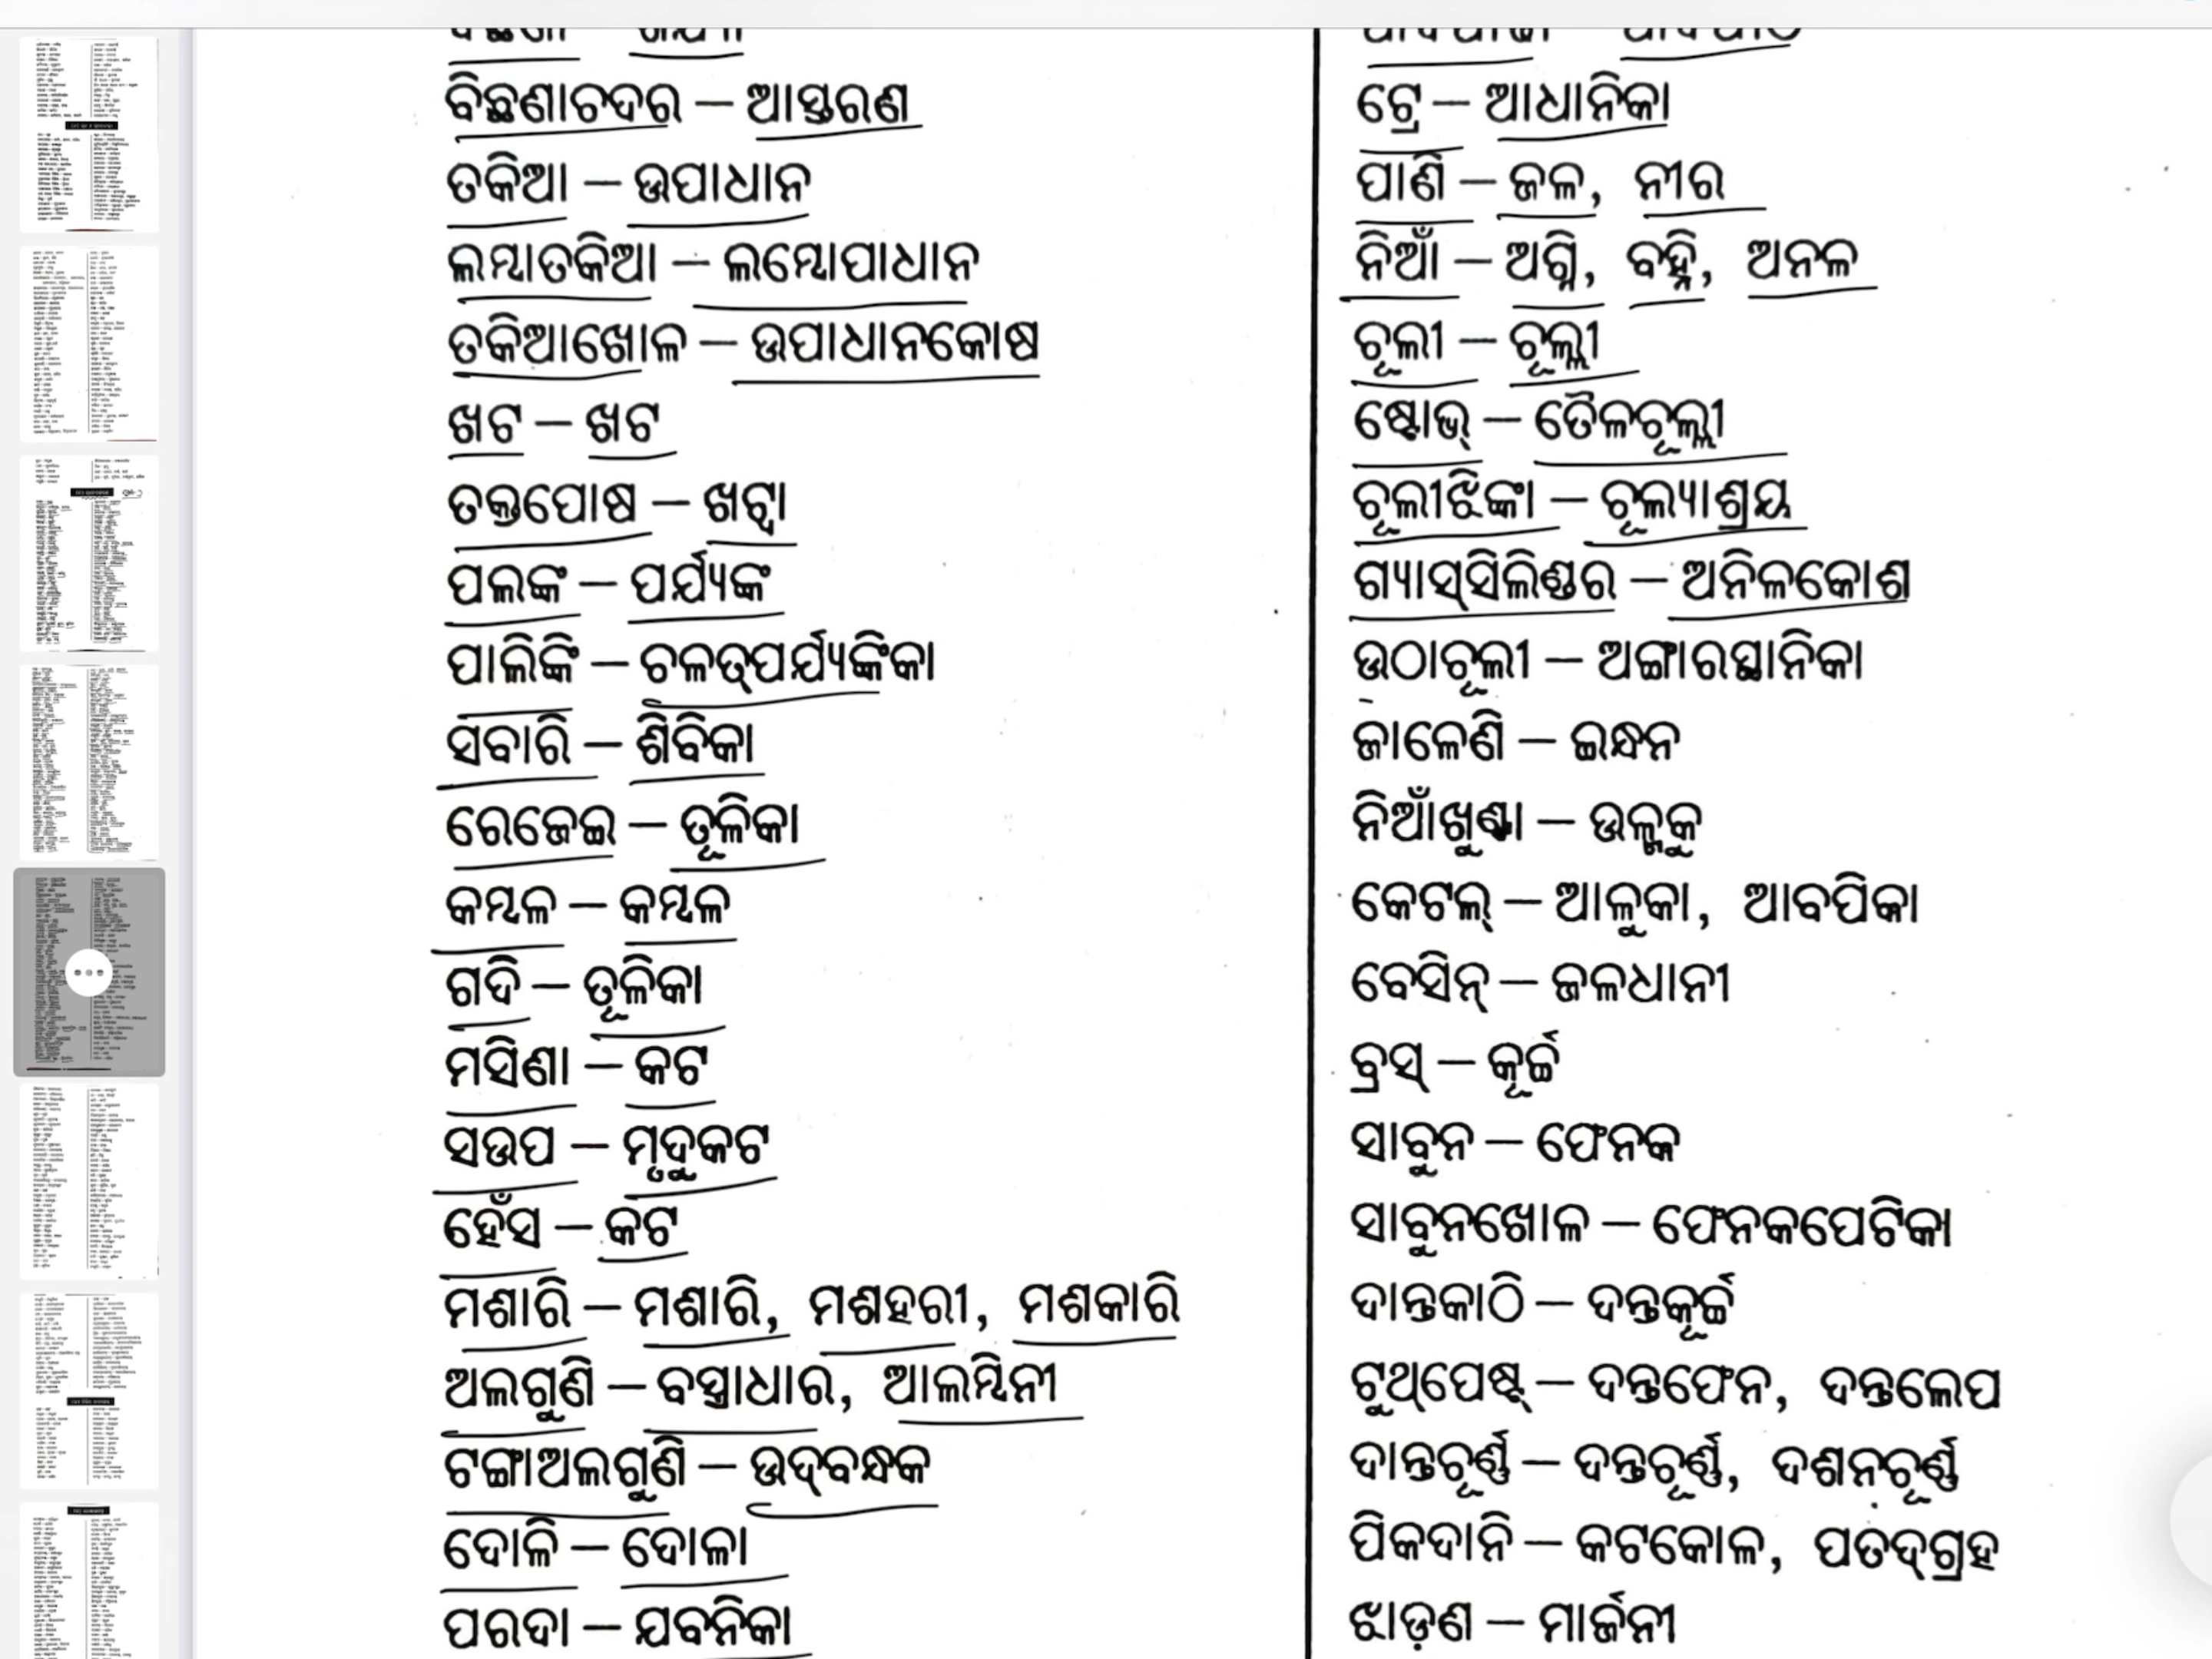 ବିଛଣା – ଶଯ୍ୟା
ବିଛଣାଚଦର – ଆସ୍ତରଣ
ତକିଆ – ଉପାଧାନ
ଲମ୍ବାତକିଆ – ଲମ୍ବୋପାଧାନ
ତକିଆଖୋଳ – ଉପାଧାନକୋଷ
ଖଟ – ଖଟ
ତକ୍ତପୋଷ – ଖଟ୍ୱା
ପଲଙ୍କ – ପର୍ଯ୍ୟଙ୍କ
ପାଲିଙ୍କି – ଚଳତ୍‌ପର୍ଯ୍ୟଙ୍କିକା
ସବାରି – ଶିବିକା
ରେଜେଇ – ତୂଳିକା
କମ୍ବଳ – କମ୍ବଳ
ଗଦି – ତୂଳିକା
ମସିଣା – କଟ
ସଉପ – ମୃଦୁକଟ
ହେଁସ – କଟ
ମଶାରି – ମଶାରି, ମଶହରୀ, ମଶକାରି
ଅଲଗୁଣି – ବସ୍ତ୍ରାଧାର, ଆଲମ୍ବିନୀ
ଟଙ୍ଗାଅଲଗୁଣି – ଉଦ୍‌ବନ୍ଧକ
ଦୋଳି – ଦୋଳା
ପରଦା – ଯବନିକା
ଟ୍ରେ – ଆଧାନିକା
ପାଣି – ଜଳ, ନୀର
ନିଆଁ – ଅଗ୍ନି, ବହ୍ନି, ଅନଳ
ଚୂଲୀ – ଚୂଲ୍ଲୀ
ଷ୍ଟୋଭ୍ – ତୈଳଚୂଲ୍ଲୀ
ଚୂଲୀଝିଙ୍କା – ଚୂଲ୍ୟାଶ୍ରୟ
ଗ୍ୟାସ୍‌ସିଲିଣ୍ଡର – ଅନିଳକୋଶ
ଉଠାଚୂଲୀ – ଅଙ୍ଗାରସ୍ଥାନିକା
ଜାଳେଣି – ଇନ୍ଧନ
ନିଆଁଖୁଣ୍ଟା – ଉଳ୍ମୁକ
କେଟଲ୍ – ଆଳୁକା, ଆବପିକା
ବେସିନ୍ – ଜଳଧାନୀ
ବ୍ରସ୍ – କୂର୍ଚ୍ଚ
ସାବୁନ – ଫେନକ
ସାବୁନଖୋଳ – ଫେନକପେଟିକା
ଦାନ୍ତକାଠି – ଦନ୍ତକୂର୍ଚ୍ଚ
ଟୁଥ୍‌ପେଷ୍ଟ୍ – ଦନ୍ତଫେନ, ଦନ୍ତଲେପ
ଦାନ୍ତଚୂର୍ଣ୍ଣ – ଦନ୍ତଚୂର୍ଣ୍ଣ, ଦଶନଚୂର୍ଣ୍ଣ
ପିକଦାନି – କଟକୋଳ, ପତଦ୍‌ଗ୍ରହ
ଝାଡ଼ଣ – ମାର୍ଜନୀ